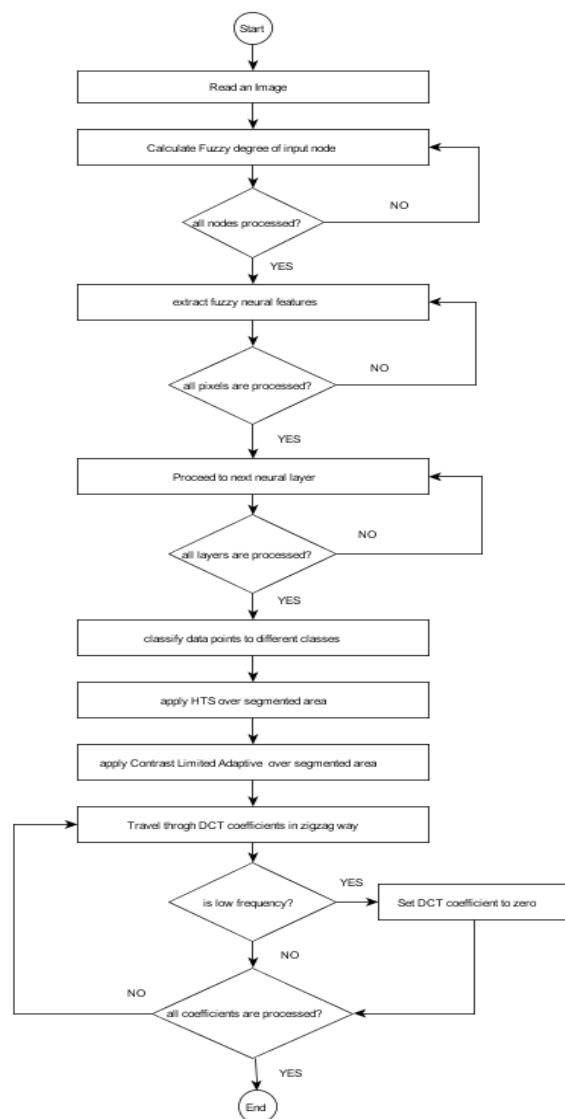 Start
Read an Image
Calculate Fuzzy degree of input node
all nodes processed?
NO
YES
extract fuzzy neural features
all pixels are processed?
NO
YES
Proceed to next neural layer
all layers are processed?
NO
YES
classify data points to different classes
apply HTS over segmented area
apply Contrast Limited Adaptive over segmented area
Travel throgh DCT coefficients in zigzag way
is low frequency?
YES
Set DCT coefficient to zero
NO
all coefficients are processed?
NO
YES
End